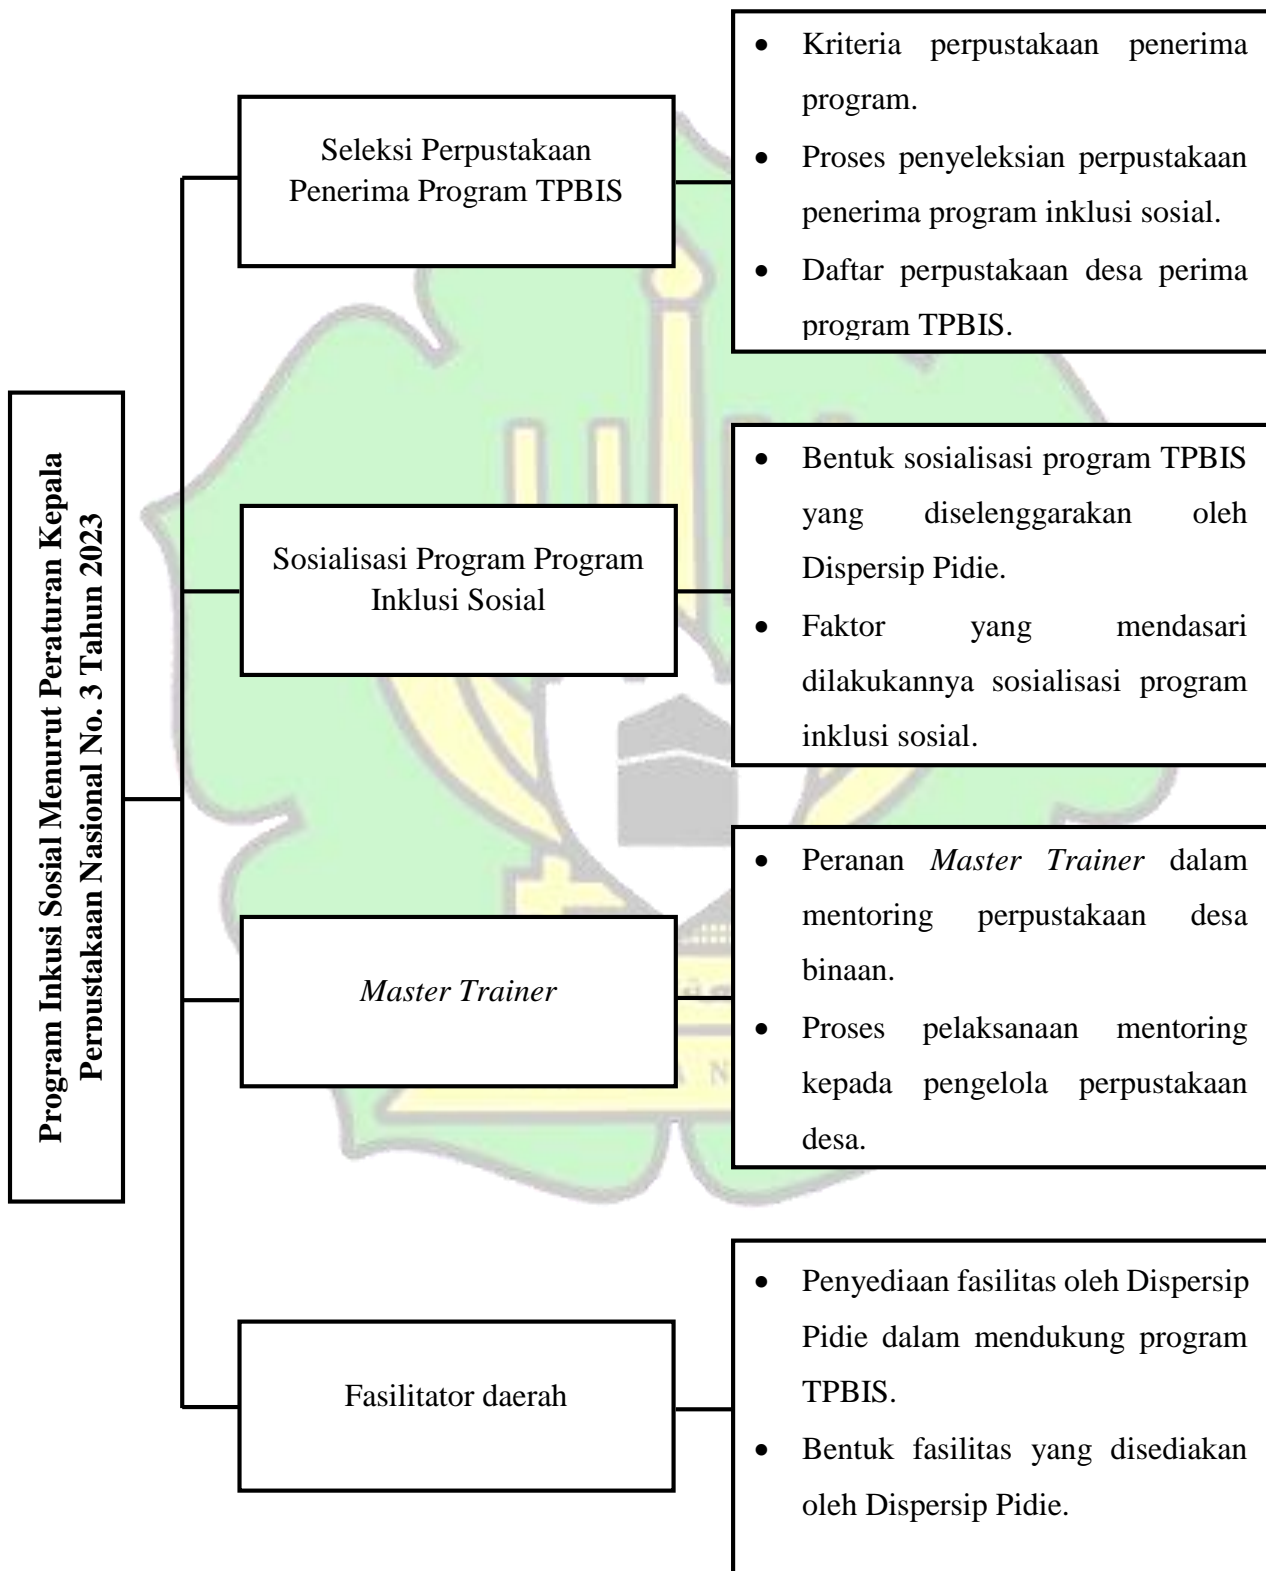 Program Inkusi Sosial Menurut Peraturan Kepala
Perpustakaan Nasional No. 3 Tahun 2023
Seleksi Perpustakaan
Penerima Program TPBIS
• Kriteria perpustakaan penerima
program.
• Proses penyeleksian perpustakaan
penerima program inklusi sosial.
• Daftar perpustakaan desa perima
program TPBIS.
Sosialisasi Program Program
Inklusi Sosial
• Bentuk sosialisasi program TPBIS
yang diselenggarakan oleh
Dispersip Pidie.
• Faktor yang mendasari
dilakukannya sosialisasi program
inklusi sosial.
Master Trainer
• Peranan Master Trainer dalam
mentoring perpustakaan desa
binaan.
• Proses pelaksanaan mentoring
kepada pengelola perpustakaan
desa.
Fasilitator daerah
• Penyediaan fasilitas oleh Dispersip
Pidie dalam mendukung program
TPBIS.
• Bentuk fasilitas yang disediakan
oleh Dispersip Pidie.